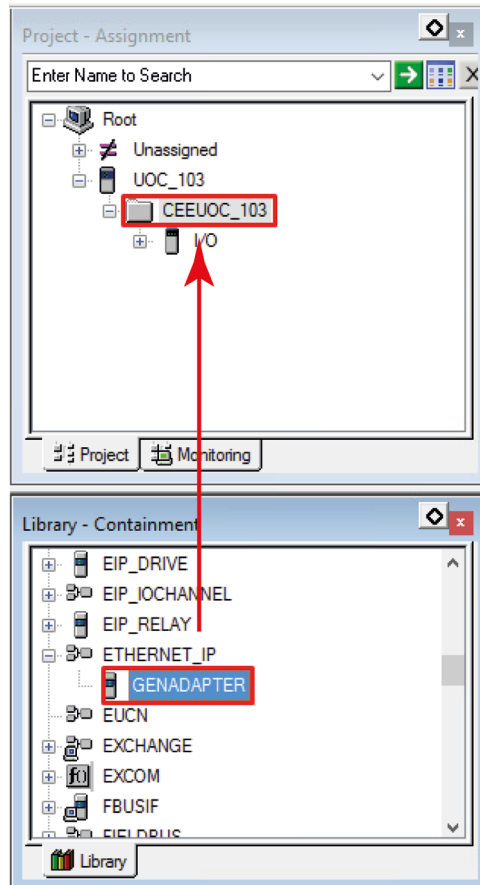 Project - Assignment
x
Enter Name to Search
X
Root
Unassigned
UOC_103
CEEUOC_103
I/O
Project
Monitoring
Library - Containment
x
EIP_DRIVE
EIP_IOCHANNEL
EIP_RELAY
ETHERNET_IP
GENADAPTER
EUCN
EXCHANGE
f() EXCOM
FBUSIF
FIELDBUS
Library